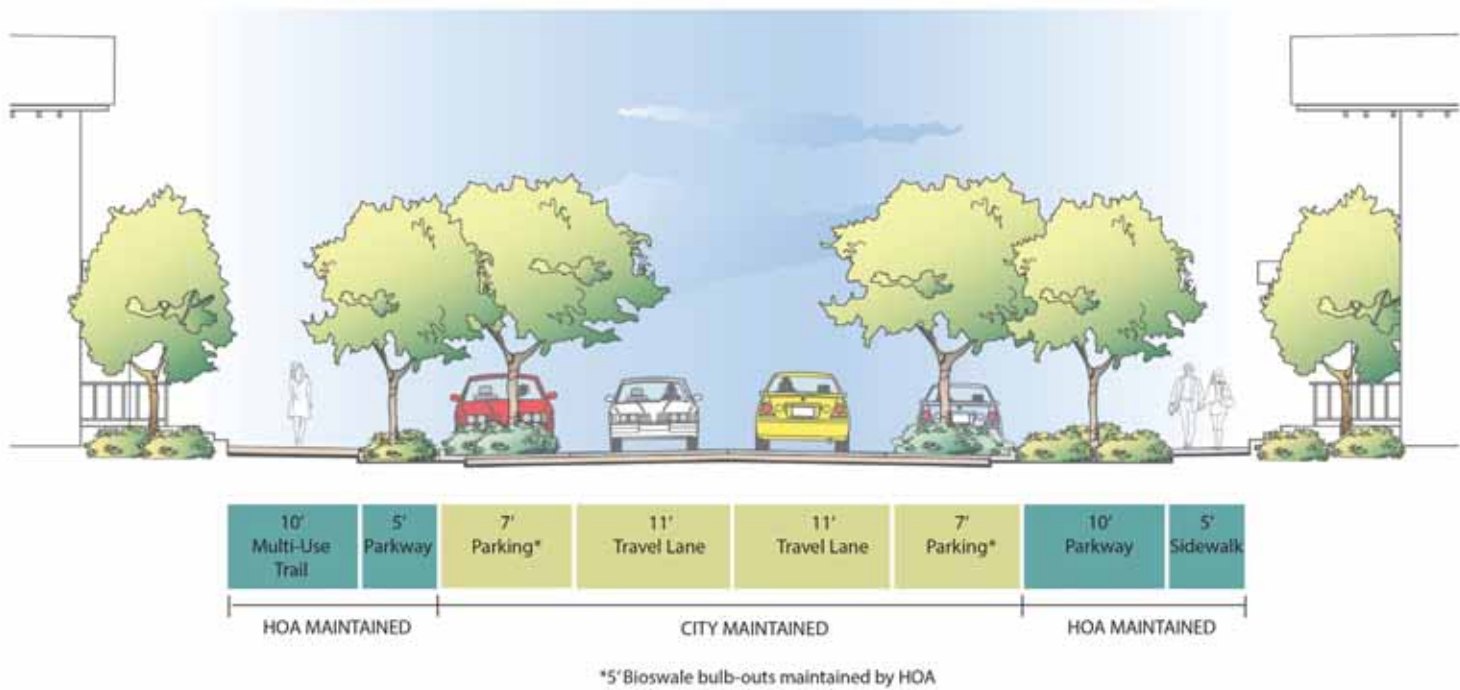 10'
Multi-Use
Trail
5'
Parkway
7'
Parking*
11'
Travel Lane
11'
Travel Lane
7'
Parking*
10'
Parkway
5'
Sidewalk
HOA MAINTAINED
CITY MAINTAINED
HOA MAINTAINED
*5' Bioswale bulb-outs maintained by HOA